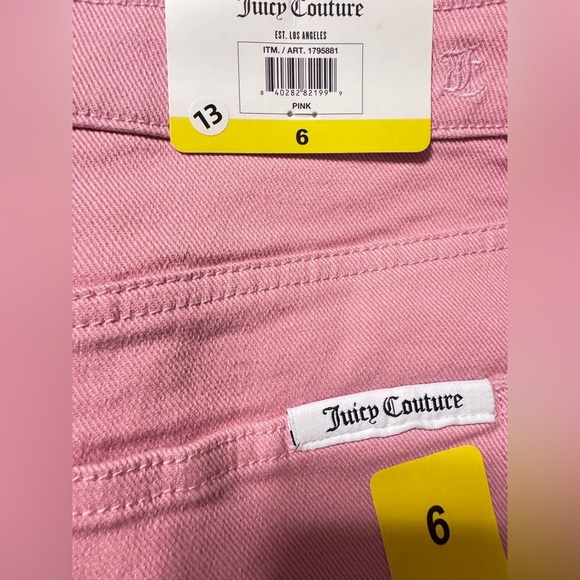 Juicy Couture
EST. LOS ANGELES
ITM. / ART. 1795881
8 40282 82199 9
PINK
13
6
Juicy Couture
6